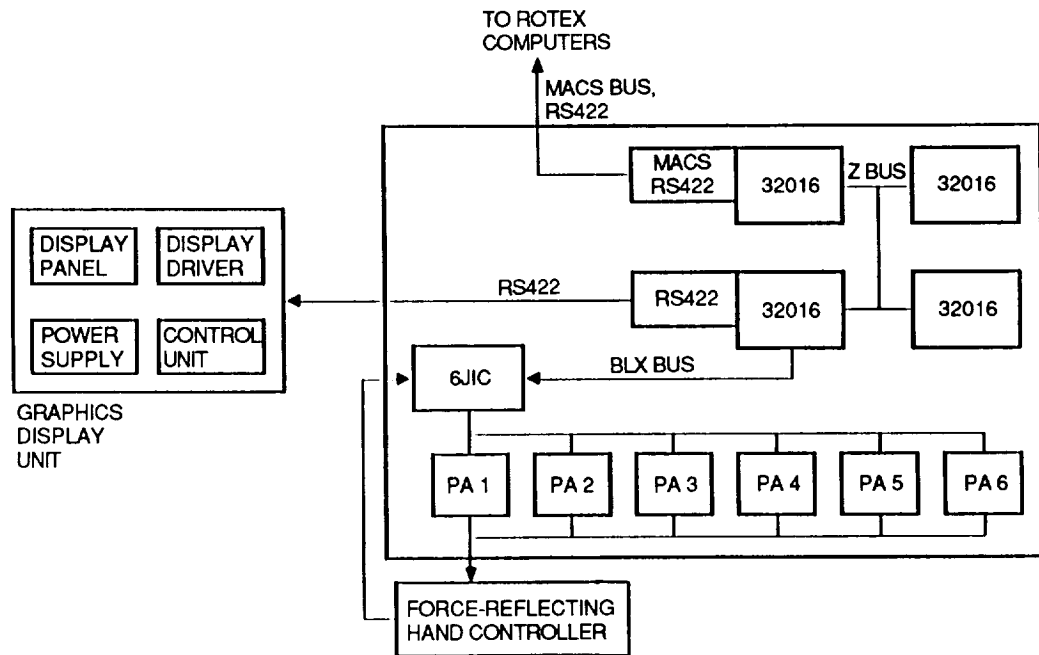 TO ROTEX
COMPUTERS
MACS BUS,
RS422
MACS
RS422
32016
Z BUS
32016
DISPLAY
PANEL
DISPLAY
DRIVER
POWER
SUPPLY
CONTROL
UNIT
GRAPHICS
DISPLAY
UNIT
RS422
RS422
32016
32016
BLX BUS
6JIC
PA 1
PA 2
PA 3
PA 4
PA 5
PA 6
FORCE-REFLECTING
HAND CONTROLLER